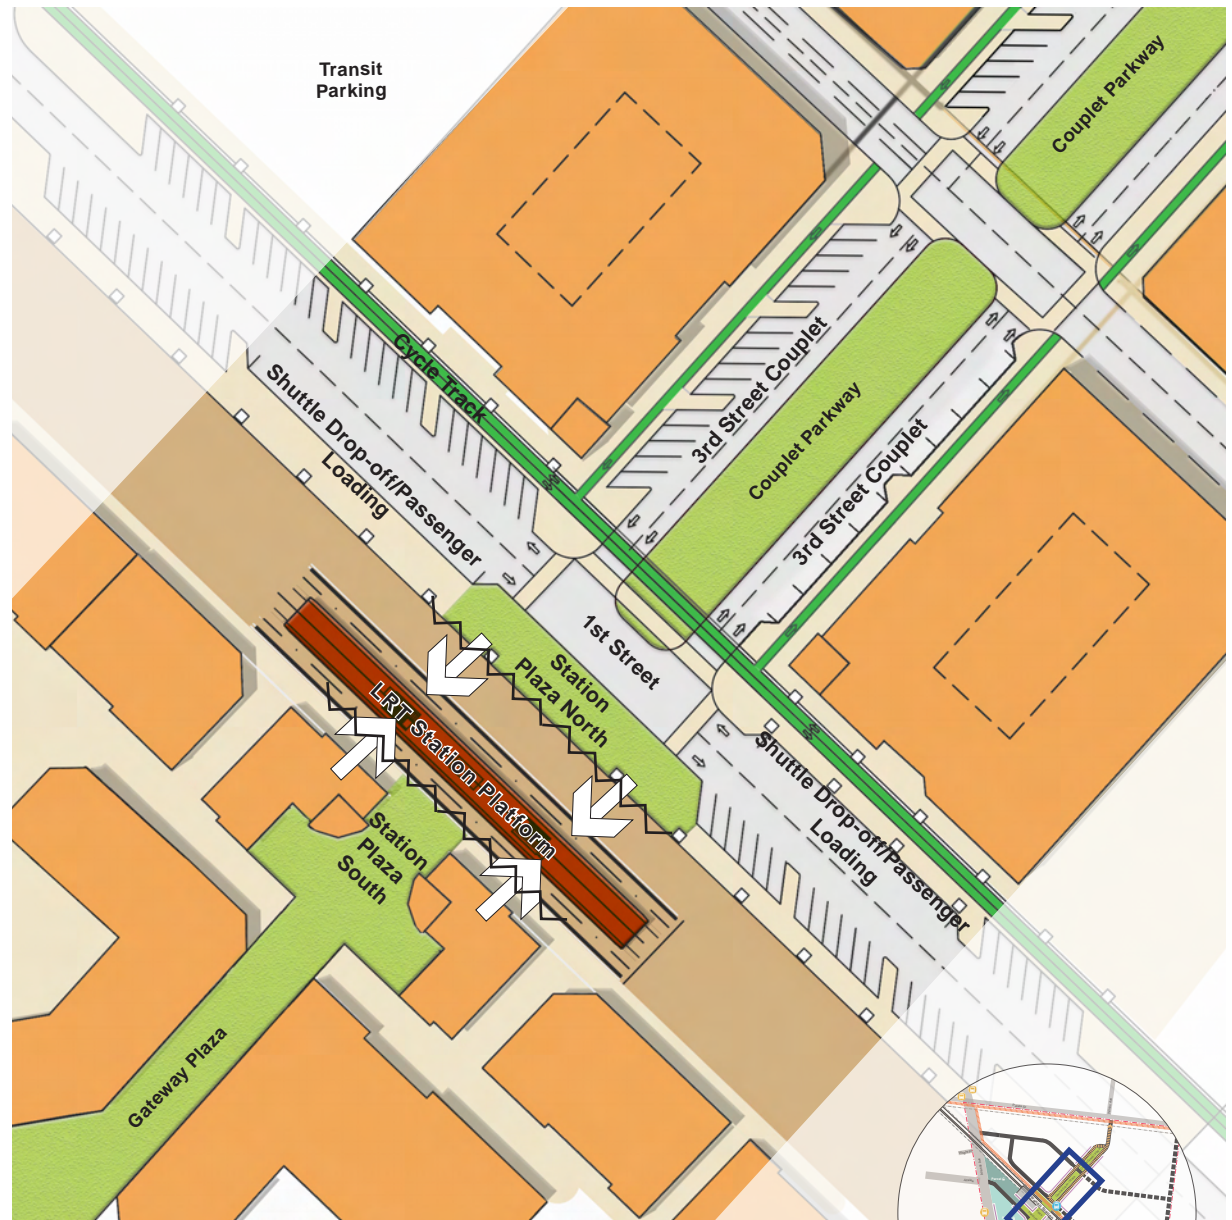 Transit
Parking
Couplet Parkway
Cycle Track
3rd Street Couplet
Couplet Parkway
3rd Street Couplet
Shuttle Drop-off/Passenger
Loading
1st Street
Station
Plaza North
LRT Station Platform
Station
Plaza
South
Shuttle Drop-off/Passenger
Loading
Gateway Plaza